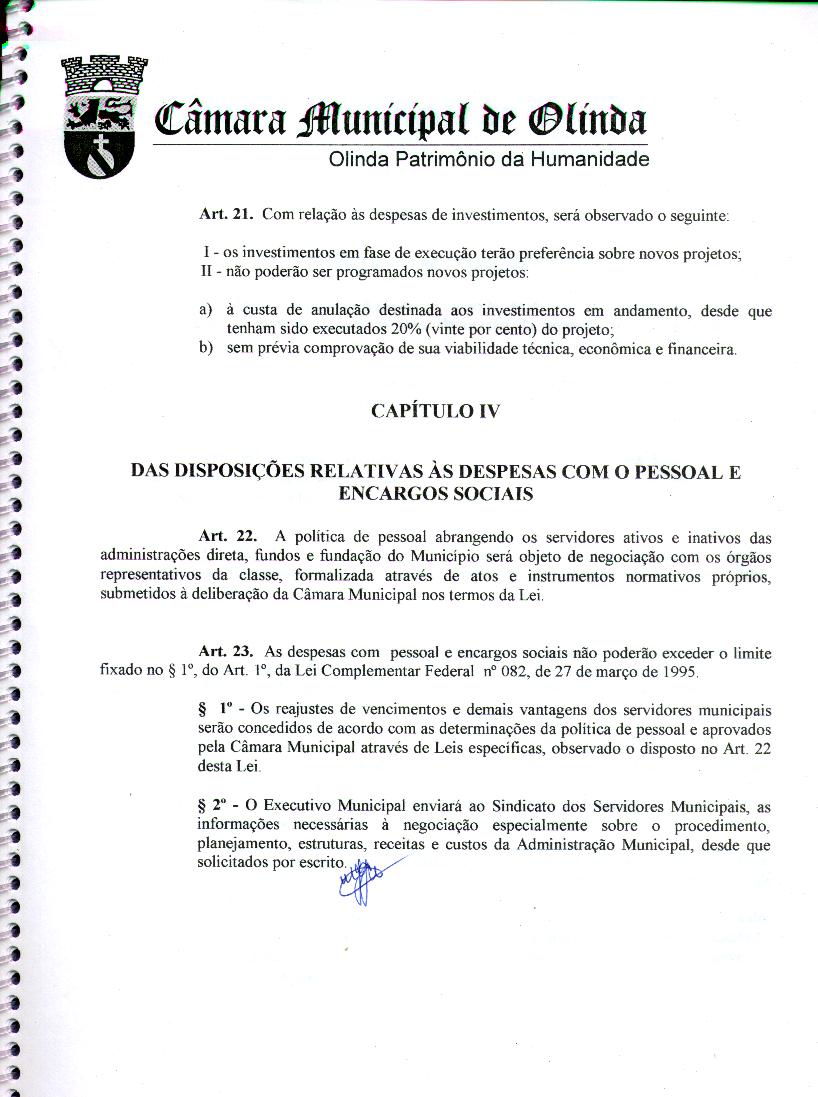 Câmara Municipal de Olinda
Olinda Patrimônio da Humanidade
Art. 21. Com relação às despesas de investimentos, será observado o seguinte:
I - os investimentos em fase de execução terão preferência sobre novos projetos;
II - não poderão ser programados novos projetos:
a) à custa de anulação destinada aos investimentos em andamento, desde que
tenham sido executados 20% (vinte por cento) do projeto;
b) sem prévia comprovação de sua viabilidade técnica, econômica e financeira.
CAPÍTULO IV
DAS DISPOSIÇÕES RELATIVAS ÀS DESPESAS COM O PESSOAL E
ENCARGOS SOCIAIS
Art. 22. A política de pessoal abrangendo os servidores ativos e inativos das
administrações direta, fundos e fundação do Município será objeto de negociação com os órgãos
representativos da classe, formalizada através de atos e instrumentos normativos próprios,
submetidos à deliberação da Câmara Municipal nos termos da Lei.
Art. 23. As despesas com pessoal e encargos sociais não poderão exceder o limite
fixado no § 1º, do Art. 1º, da Lei Complementar Federal nº 082, de 27 de março de 1995.
§ 1º - Os reajustes de vencimentos e demais vantagens dos servidores municipais
serão concedidos de acordo com as determinações da política de pessoal e aprovados
pela Câmara Municipal através de Leis específicas, observado o disposto no Art. 22
desta Lei.
§ 2º - O Executivo Municipal enviará ao Sindicato dos Servidores Municipais, as
informações necessárias à negociação especialmente sobre o procedimento,
planejamento, estruturas, receitas e custos da Administração Municipal, desde que
solicitados por escrito.